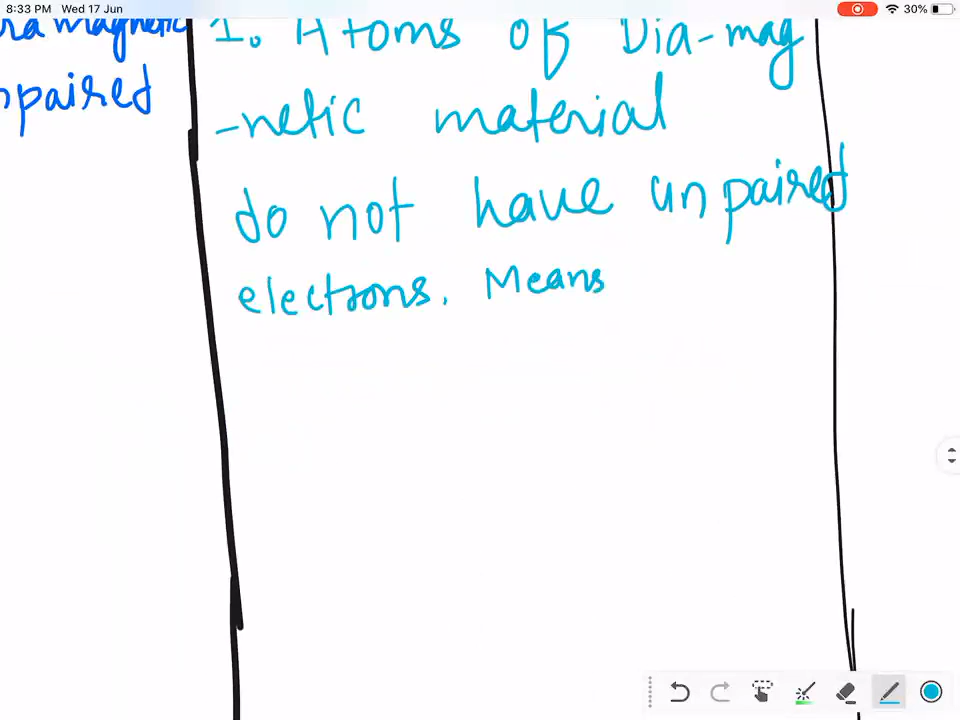 8:33 PM Wed 17 Jun
30%
magnetic
paired
1. Atoms of Dia-mag
-netic material
do not have unpaired
electrons. Means